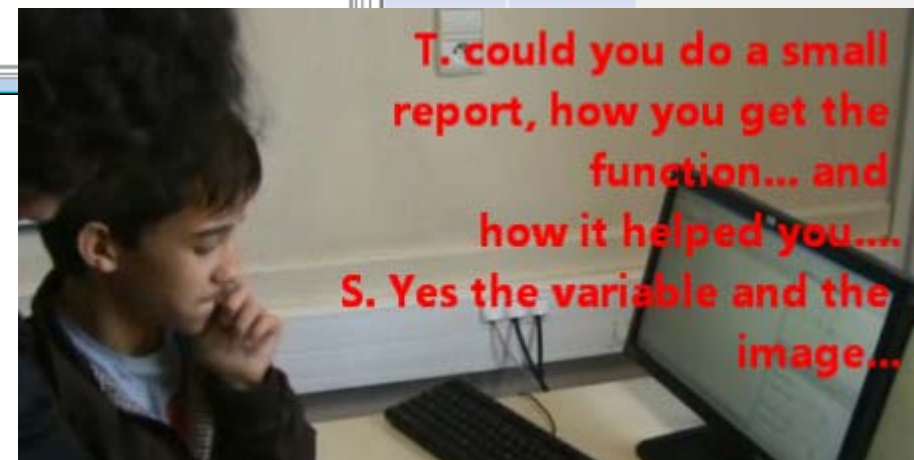 T. could you do a small
report, how you get the
function... and
how it helped you....
S. Yes the variable and the
image...